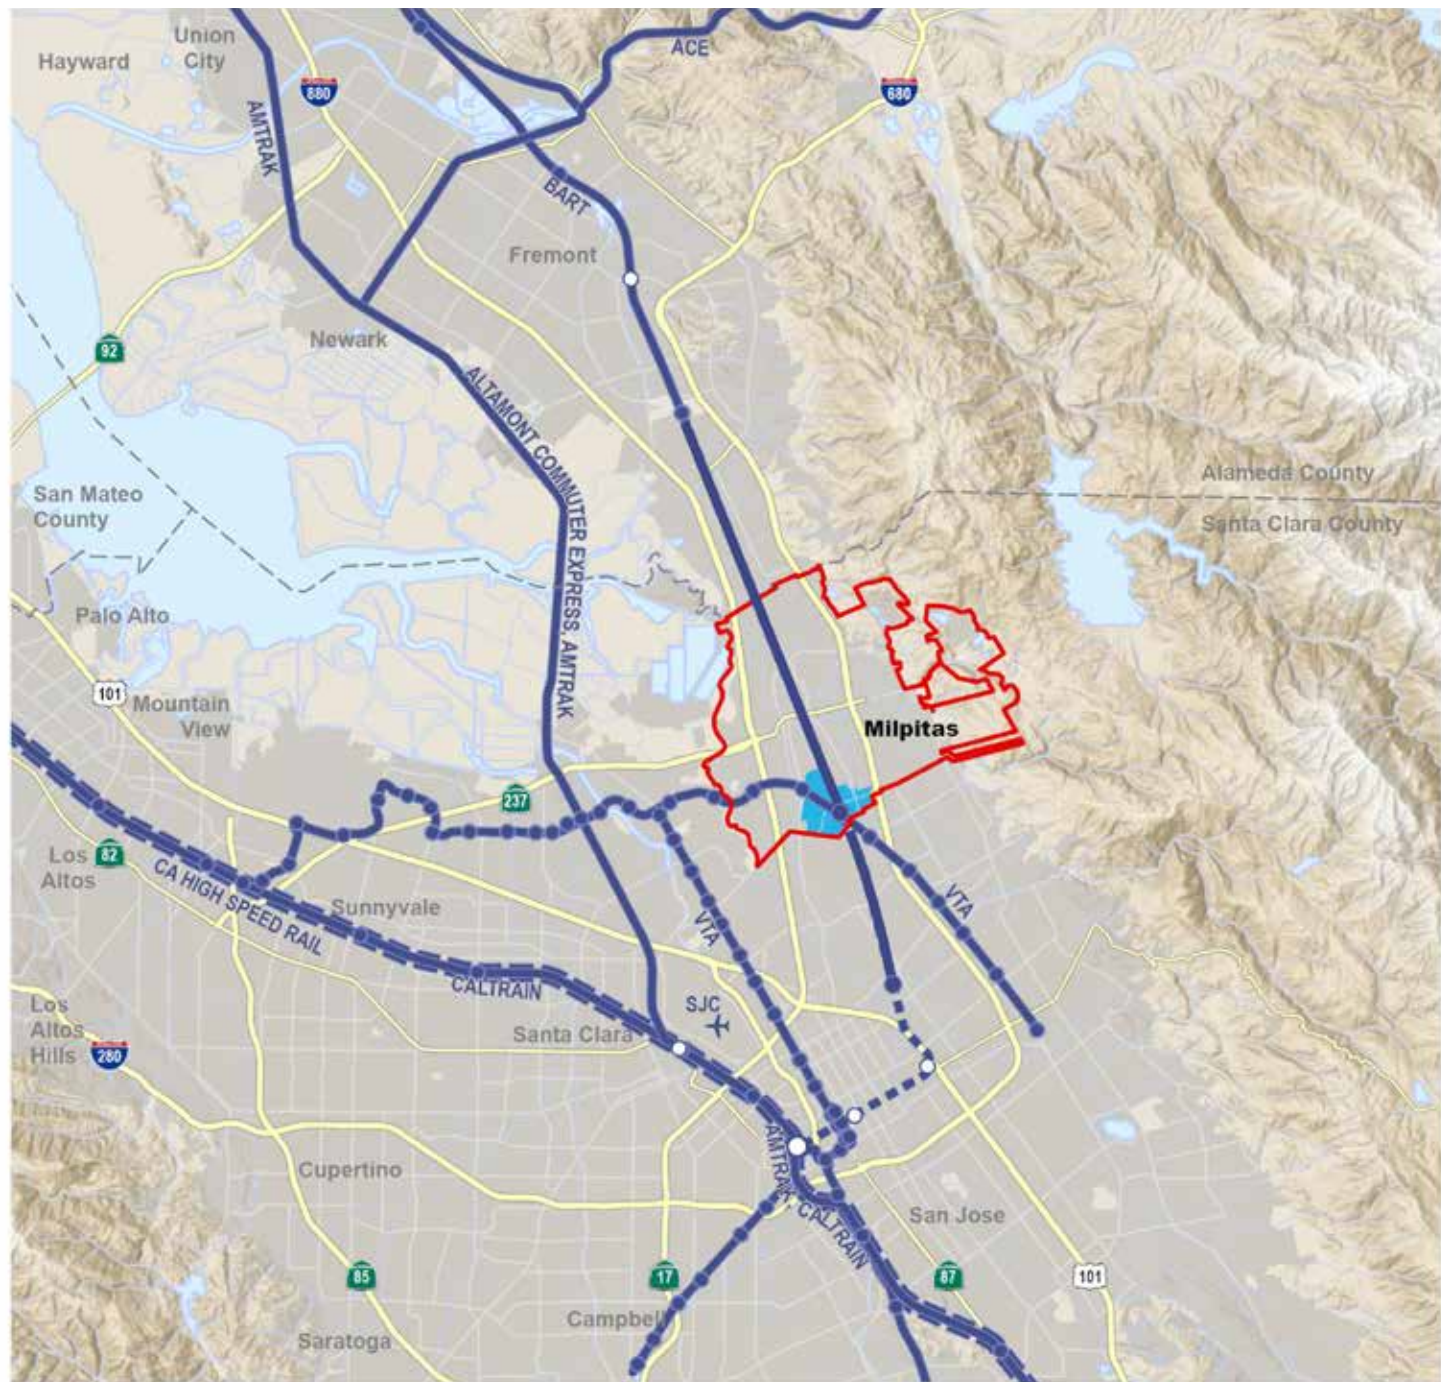 Union
City
Hayward
ACE
880
680
AMTRAK
BART
Fremont
Newark
92
ALTAMONT COMMUTER EXPRESS, AMTRAK
Alameda County
San Mateo
County
Santa Clara County
Palo Alto
101
Mountain
View
Milpitas
237
Los
Altos
82
CA HIGH SPEED RAIL
Sunnyvale
VTA
VTA
CALTRAIN
SJC
Los
Altos
Hills
280
Santa Clara
AMTRAK, CALTRAIN
Cupertino
San Jose
85
17
87
101
Campbell
Saratoga